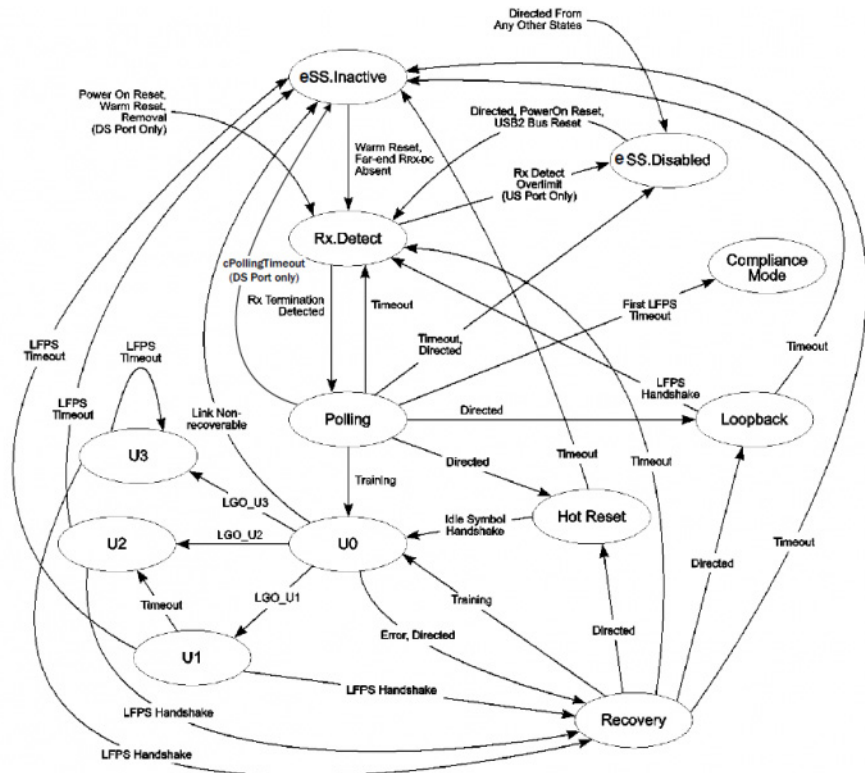 Directed From
Any Other States
eSS.Inactive
Power On Reset,
Warm Reset,
Removal
(DS Port Only)
Directed, PowerOn Reset,
USB2 Bus Reset
Warm Reset,
Far-end RRX-DC
Absent
eSS.Disabled
Rx Detect
Overlimit
(US Port Only)
Rx.Detect
cPollingTimeout
(DS Port only)
Compliance
Mode
Rx Termination
Detected
Timeout
First LFPS
Timeout
LFPS
Timeout
LFPS
Timeout
Timeout,
Directed
Timeout
LFPS
Handshake
LFPS
Timeout
Link Non-
recoverable
Polling
Directed
Loopback
U3
Directed
Timeout
Timeout
Training
LGO_U3
Hot Reset
Idle Symbol
Handshake
U2
LGO_U2
U0
Timeout
Directed
LGO_U1
Timeout
Training
Error, Directed
Directed
U1
LFPS Handshake
LFPS Handshake
Recovery
LFPS Handshake